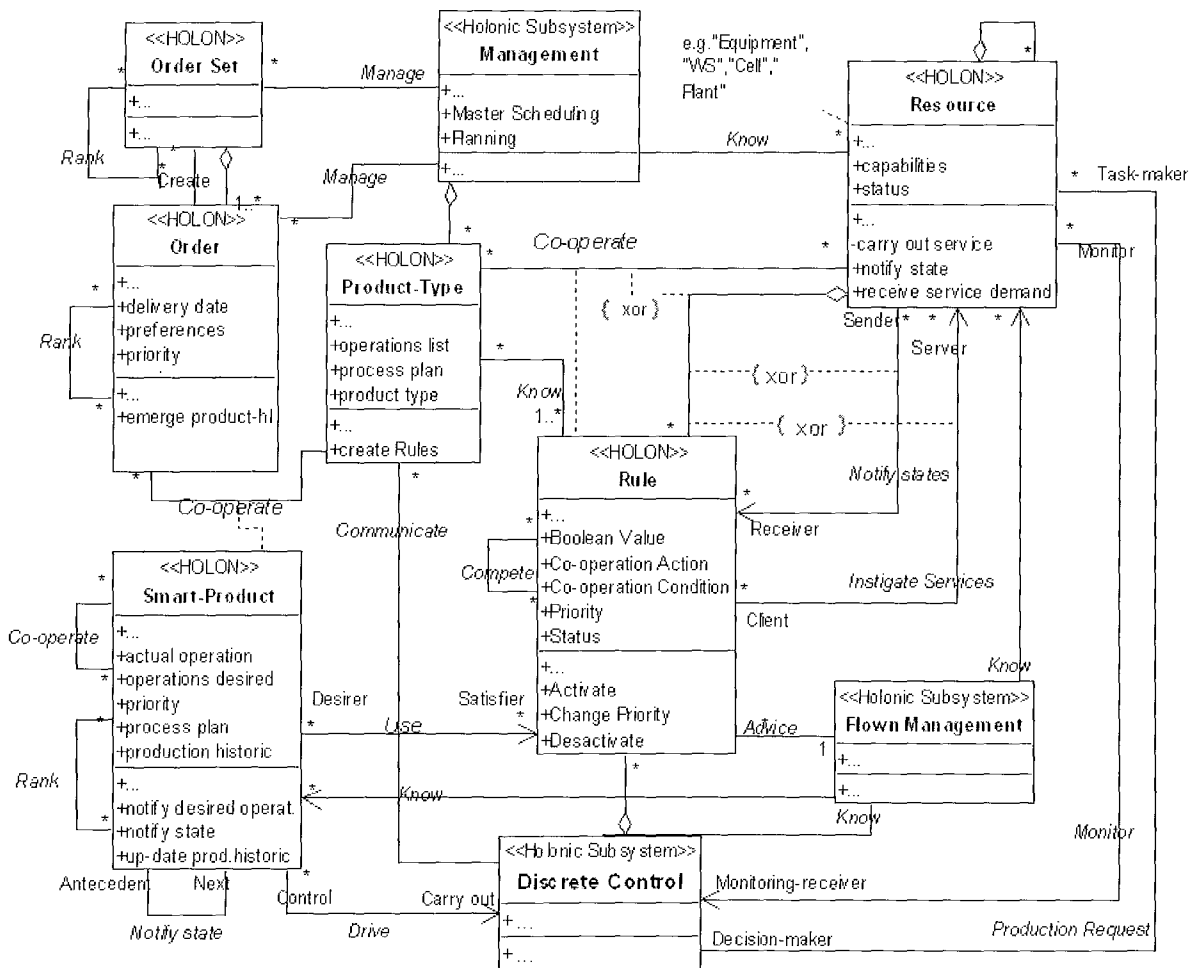 <<HOLON>>
Order Set
+...
+...
*
*
*
Rank
*
*
Create
1..*
Manage
Manage
<<Holonic Subsystem>>
Management
+...
+Master Scheduling
+Planning
+...
e.g."Equipment",
"WS","Cell","
Plant"
Know
*
*
<<HOLON>>
Resource
+...
+capabilities
+status
+...
-carry out service
+notify state
+receive service demand
* Task-maker
*
Monitor
<<HOLON>>
Order
+...
+delivery date
+preferences
+priority
+...
+emerge product-hl.
*
*
Rank
*
*
*
<<HOLON>>
Product-Type
+...
+operations list
+process plan
+product type
+...
+create Rules
*
*
Co-operate
*
{ xor }
Sender * * *
Server
{ xor }
{ xor }
*
Know
1..*
*
*
*
Co-operate
Communicate
<<HOLON>>
Rule
+...
+Boolean Value
+Co-operation Action
+Co-operation Condition
+Priority
+Status
+...
+Activate
+Change Priority
+Desactivate
*
Compete
*
Notify states
*
Receiver
Instigate Services
*
Client
<<HOLON>>
Smart-Product
+...
+actual operation
+operations desired
+priority
+process plan
+production historic
+...
+notify desired operat.
+notify state
+up-date prod.historic
*
Co-operate
*
*
Rank
*
Desirer
*
Use
Satisfier
*
Know
<<Holonic Subsystem>>
Flown Management
+...
+...
*
Advice
1
*
Know
Know
*
<<Holonic Subsystem>>
Discrete Control
+...
+...
Antecedent
Next
Notify state
*
Control
Carry out
Drive
Monitoring-receiver
Monitor
Decision-maker
Production Request